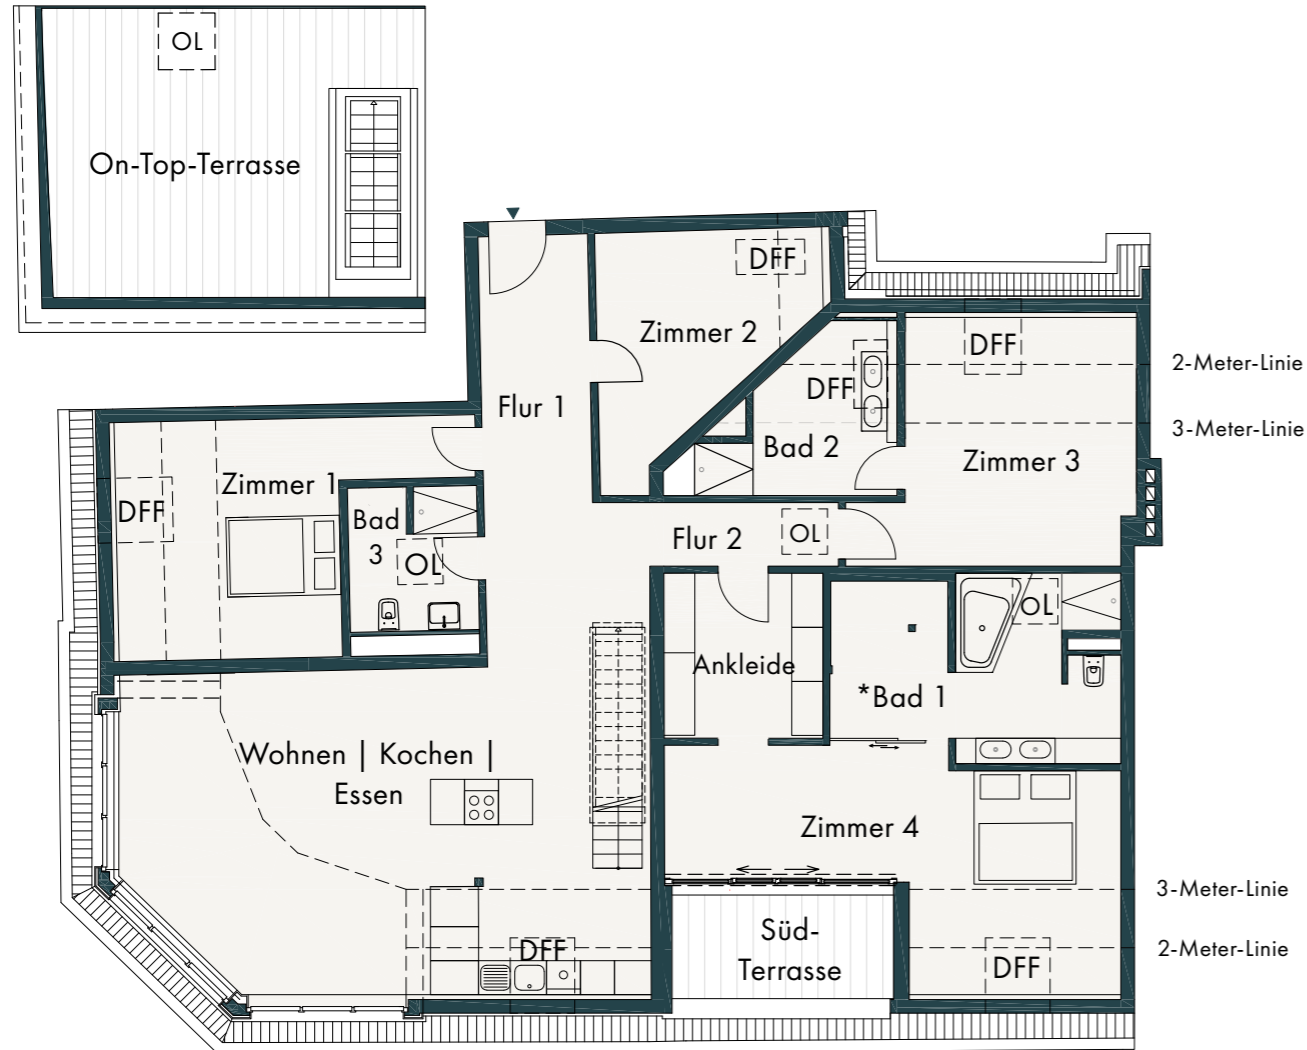 OL
On-Top-Terrasse
DFF
Zimmer 2
DFF
2-Meter-Linie
DFF
Flur 1
3-Meter-Linie
Bad 2
Zimmer 3
Zimmer 1
DFF
Bad
3
Flur 2
OL
OL
OL
Ankleide
*Bad 1
Wohnen | Kochen |
Essen
Zimmer 4
3-Meter-Linie
Süd-
Terrasse
DFF
2-Meter-Linie
DFF